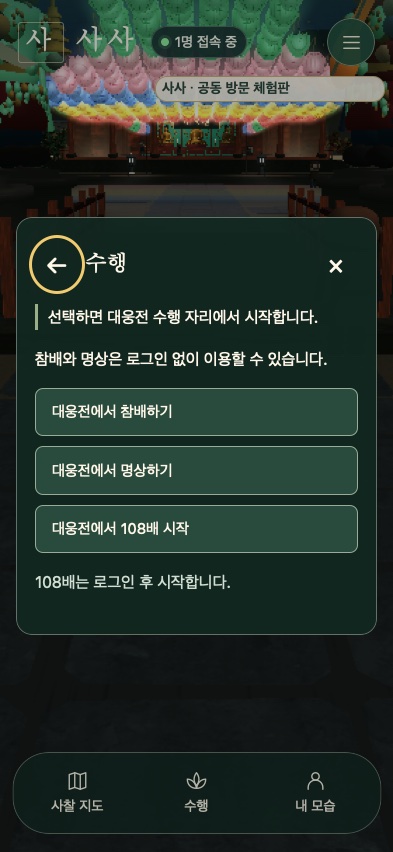 사 사사
1명 접속 중
사사 · 공동 방문 체험판
수행
선택하면 대웅전 수행 자리에서 시작합니다.
참배와 명상은 로그인 없이 이용할 수 있습니다.
대웅전에서 참배하기
대웅전에서 명상하기
대웅전에서 108배 시작
108배는 로그인 후 시작합니다.
사찰 지도
수행
내 모습